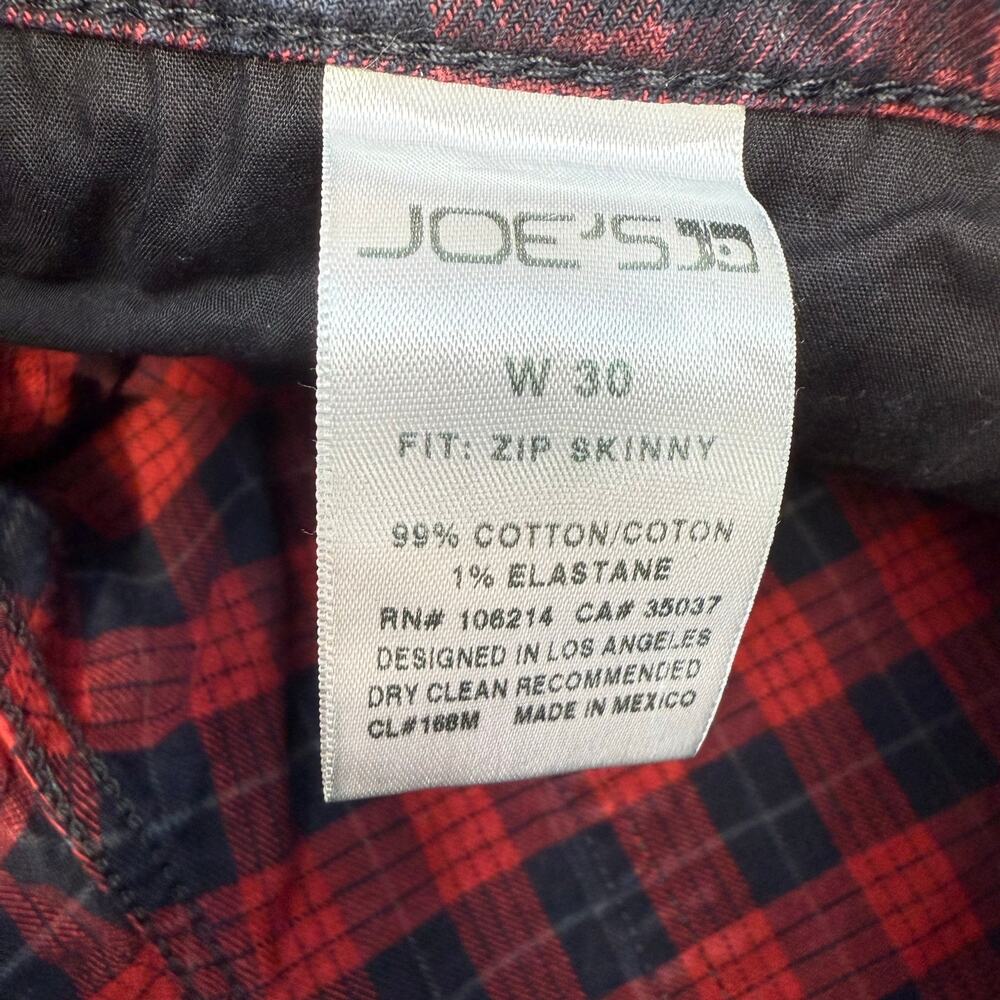 JOE'S
W 30
FIT: ZIP SKINNY
99% COTTON/COTON
1% ELASTANE
RN# 106214 CA# 35037
DESIGNED IN LOS ANGELES
DRY CLEAN RECOMMENDED
CL#168M MADE IN MEXICO